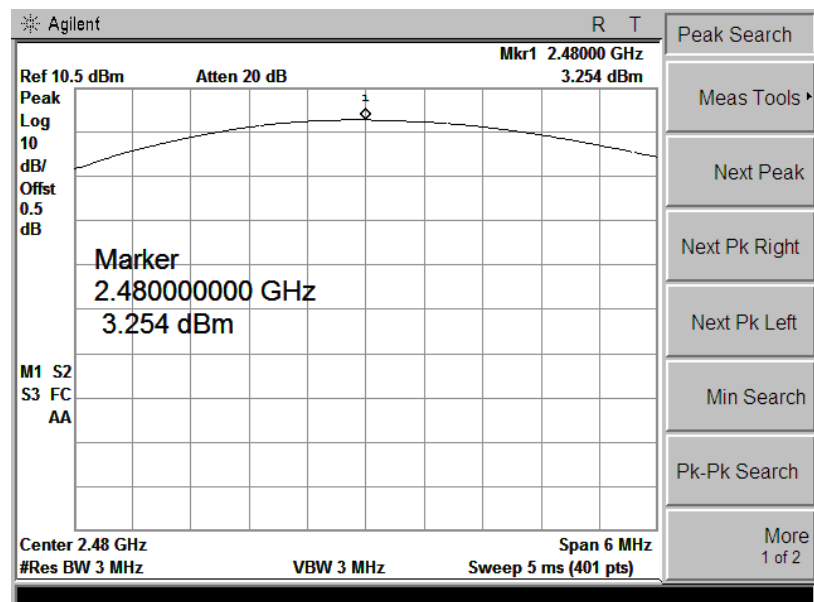 Agilent R T
Mkr1 2.48000 GHz
Ref 10.5 dBm Atten 20 dB 3.254 dBm
Peak
Log
10
dB/
Offst
0.5
dB
1
Marker
2.480000000 GHz
3.254 dBm
M1 S2
S3 FC
AA
Center 2.48 GHz Span 6 MHz
#Res BW 3 MHz VBW 3 MHz Sweep 5 ms (401 pts)
Peak Search
Meas Tools
Next Peak
Next Pk Right
Next Pk Left
Min Search
Pk-Pk Search
More
1 of 2